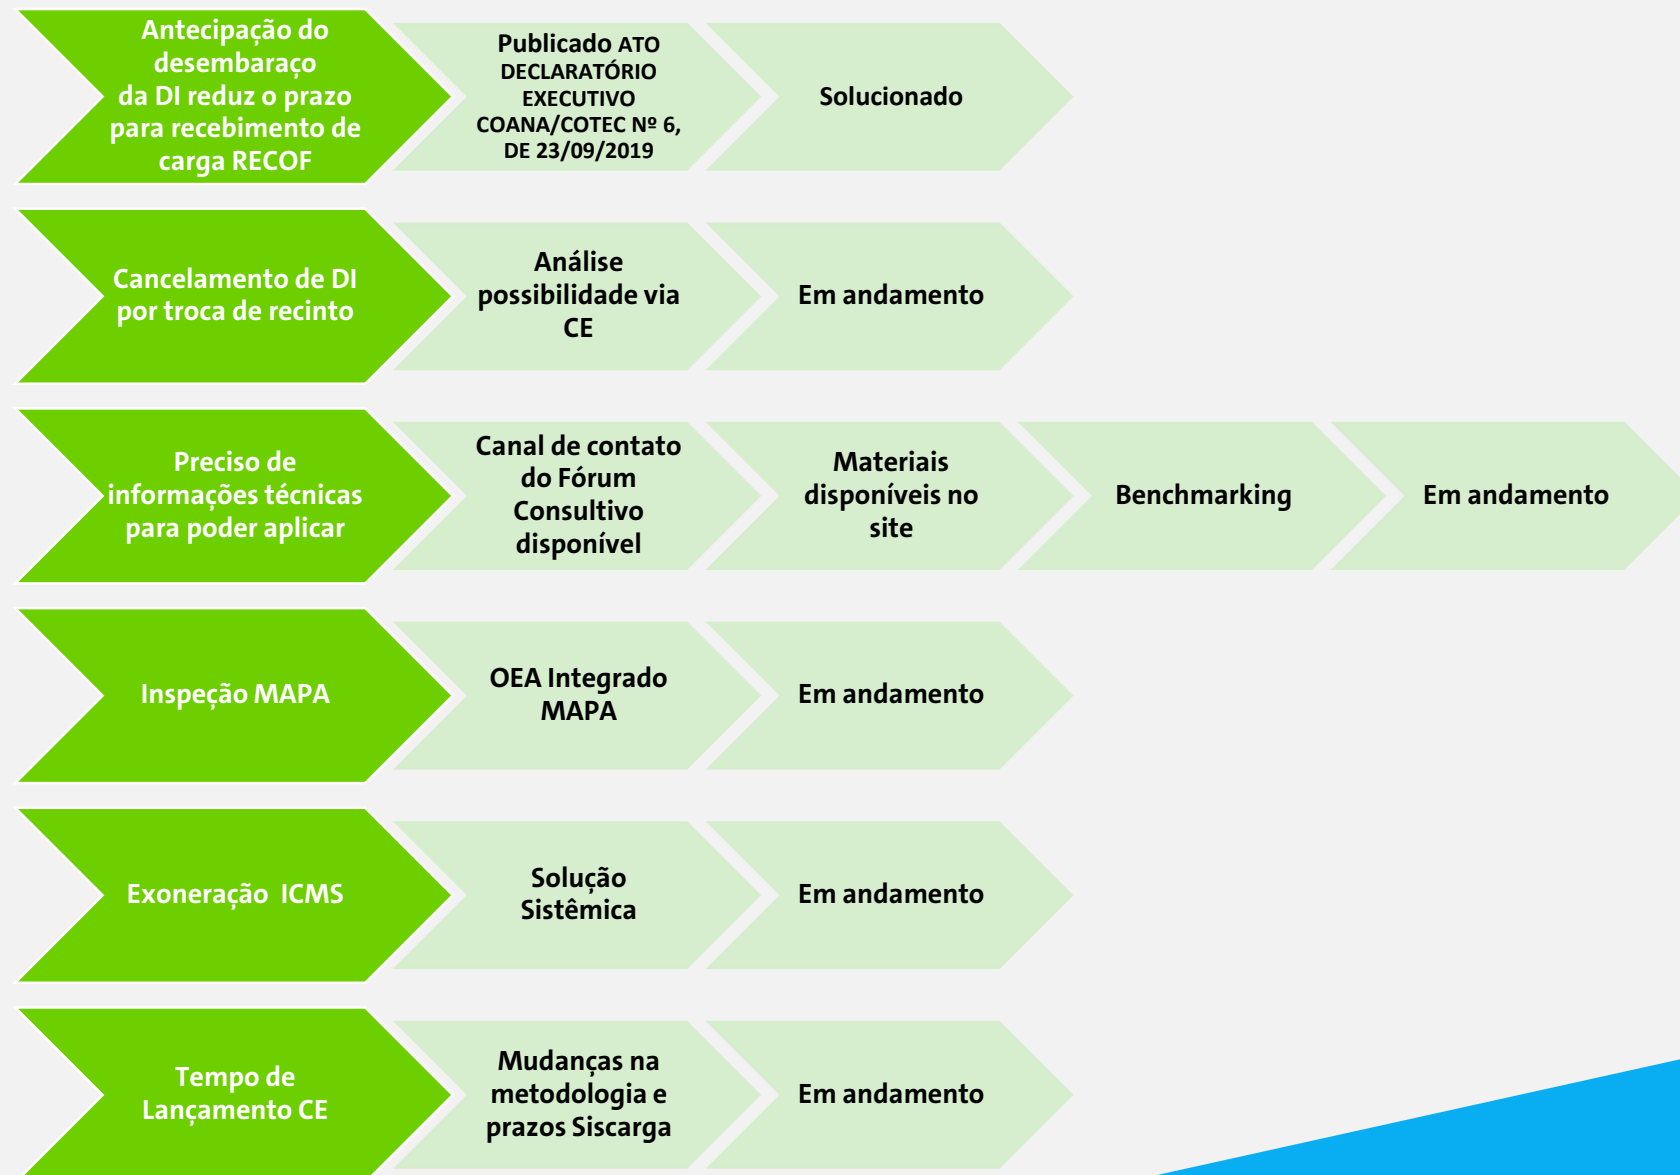 Antecipação do
desembaraço
da DI reduz o prazo
para recebimento de
carga RECOF
Publicado ATO
DECLARATÓRIO
EXECUTIVO
COANA/COTEC Nº 6,
DE 23/09/2019
Solucionado
Cancelamento de DI
por troca de recinto
Análise
possibilidade via
CE
Em andamento
Preciso de
informações técnicas
para poder aplicar
Canal de contato
do Fórum
Consultivo
disponível
Materiais
disponíveis no
site
Benchmarking
Em andamento
Inspeção MAPA
OEA Integrado
MAPA
Em andamento
Exoneração  ICMS
Solução
Sistêmica
Em andamento
Tempo de
Lançamento CE
Mudanças na
metodologia e
prazos Siscarga
Em andamento